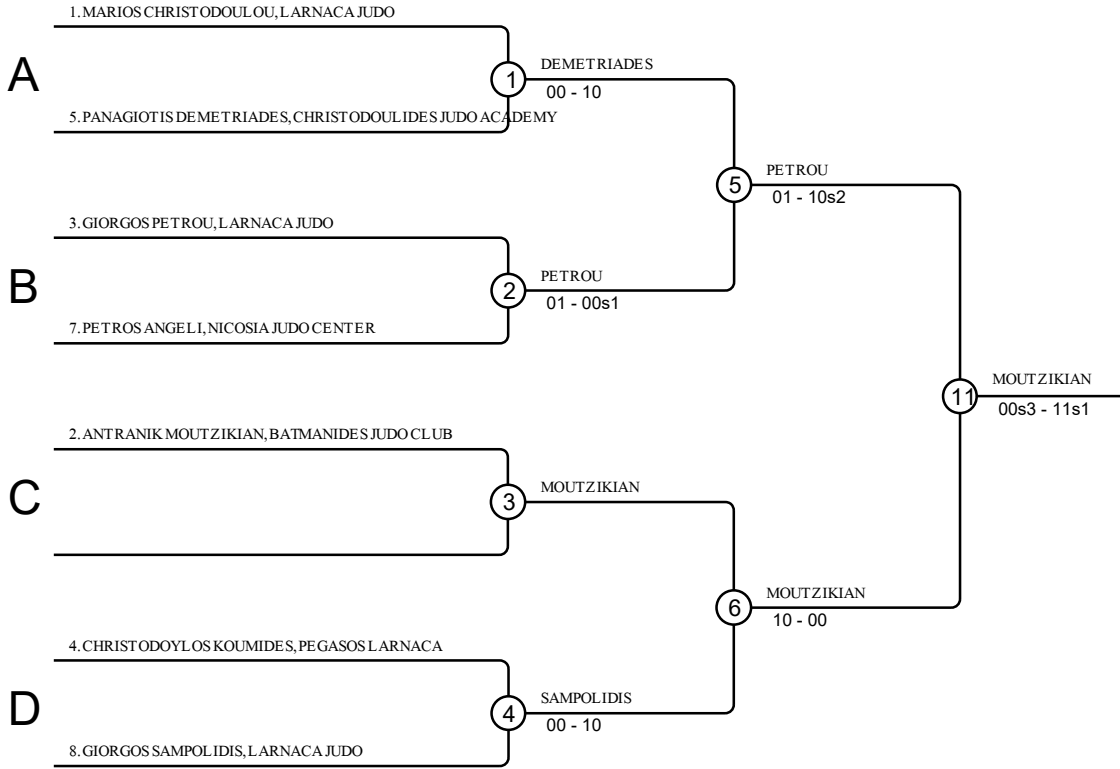 1. MARIOS CHRISTODOULOU, LARNACA JUDO
A
1
DEMETRIADES
00 - 10
5. PANAGIOTIS DEMETRIADES, CHRISTODOULIDES JUDO ACADEMY
5
PETROU
01 - 10s2
3. GIORGOS PETROU, LARNACA JUDO
B
2
PETROU
01 - 00s1
7. PETROS ANGELI, NICOSIA JUDO CENTER
11
MOUTZIKIAN
00s3 - 11s1
2. ANTRANIK MOUTZIKIAN, BATMANIDES JUDO CLUB
C
3
MOUTZIKIAN
6
MOUTZIKIAN
10 - 00
4. CHRISTODOYLOS KOUMIDES, PEGASOS LARNACA
D
4
SAMPOLIDIS
00 - 10
8. GIORGOS SAMPOLIDIS, LARNACA JUDO